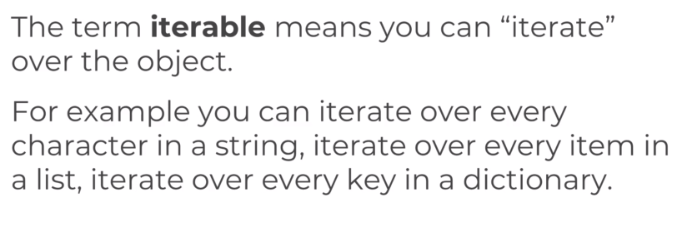 The term iterable means you can “iterate”
over the object.
For example you can iterate over every
character in a string, iterate over every item in
a list, iterate over every key in a dictionary.